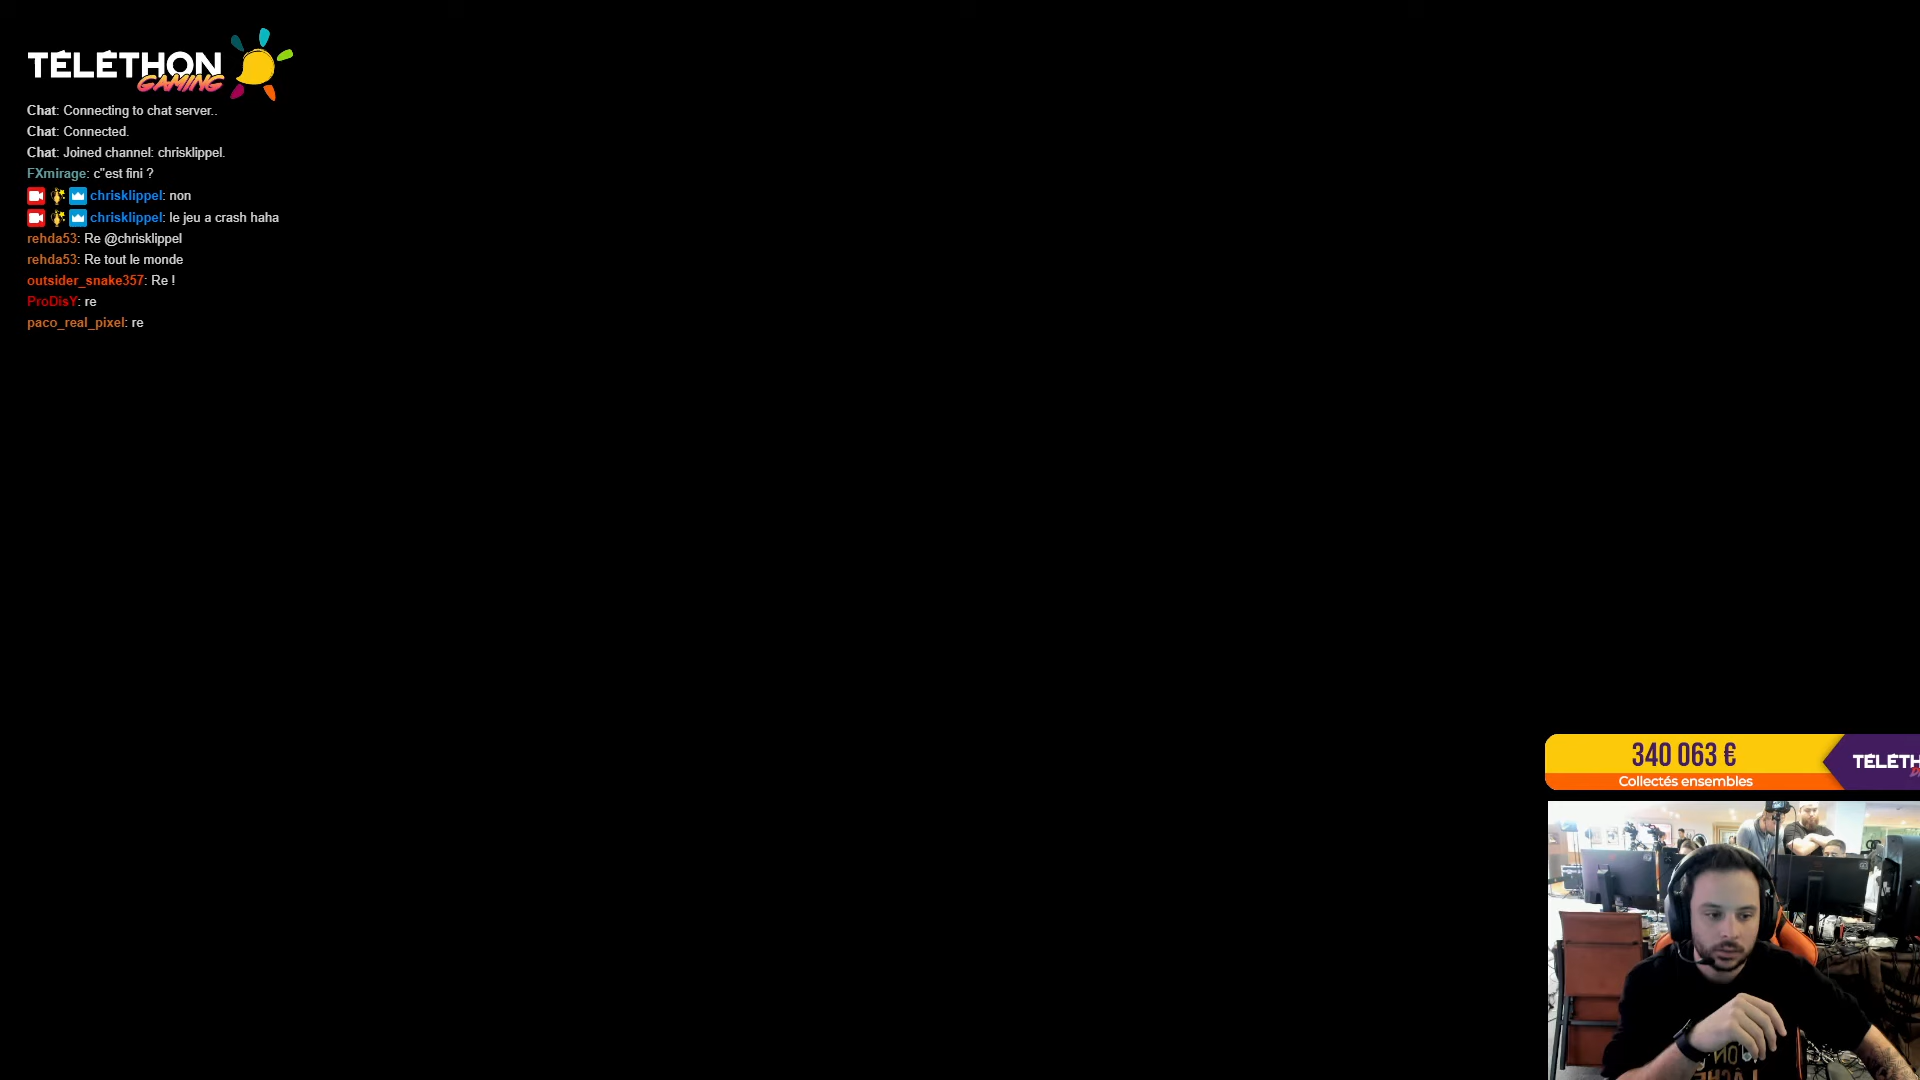 TÉLÉTHON
GAMING
Chat: Connecting to chat server..
Chat: Connected.
Chat: Joined channel: chrisklippel.
FXmirage: c"est fini ?
chrisklippel: non
chrisklippel: le jeu a crash haha
rehda53: Re @chrisklippel
rehda53: Re tout le monde
outsider_snake357: Re !
ProDisY: re
paco_real_pixel: re
340 063 €
Collectés ensembles
TÉLÉTH